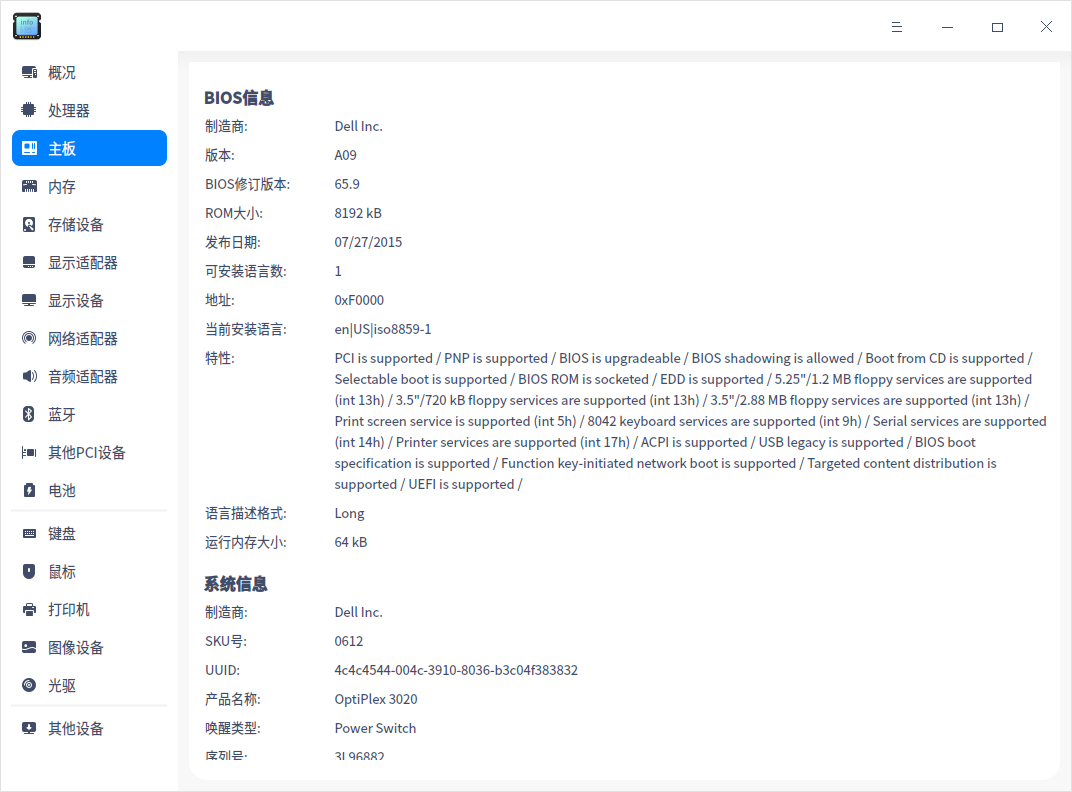 info
概况
处理器
主板
内存
存储设备
显示适配器
显示设备
网络适配器
音频适配器
蓝牙
其他PCI设备
电池
键盘
鼠标
打印机
图像设备
光驱
其他设备
BIOS信息
制造商: Dell Inc.
版本: A09
BIOS修订版本: 65.9
ROM大小: 8192 kB
发布日期: 07/27/2015
可安装语言数: 1
地址: 0xF0000
当前安装语言: en|US|iso8859-1
特性: PCI is supported / PNP is supported / BIOS is upgradeable / BIOS shadowing is allowed / Boot from CD is supported /
Selectable boot is supported / BIOS ROM is socketed / EDD is supported / 5.25"/1.2 MB floppy services are supported
(int 13h) / 3.5"/720 kB floppy services are supported (int 13h) / 3.5"/2.88 MB floppy services are supported (int 13h) /
Print screen service is supported (int 5h) / 8042 keyboard services are supported (int 9h) / Serial services are supported
(int 14h) / Printer services are supported (int 17h) / ACPI is supported / USB legacy is supported / BIOS boot
specification is supported / Function key-initiated network boot is supported / Targeted content distribution is
supported / UEFI is supported /
语言描述格式: Long
运行内存大小: 64 kB
系统信息
制造商: Dell Inc.
SKU号: 0612
UUID: 4c4c4544-004c-3910-8036-b3c04f383832
产品名称: OptiPlex 3020
唤醒类型: Power Switch
序列号: 3L96882